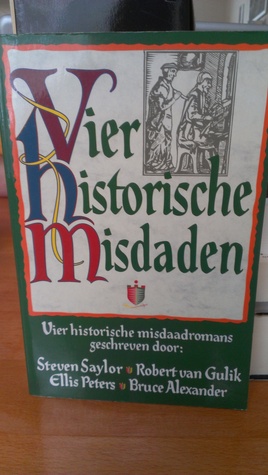 Vier
historische
Misdaden
Vier historische misdaadromans
geschreven door:
Steven Saylor Robert van Gulik
Ellis Peters Bruce Alexander